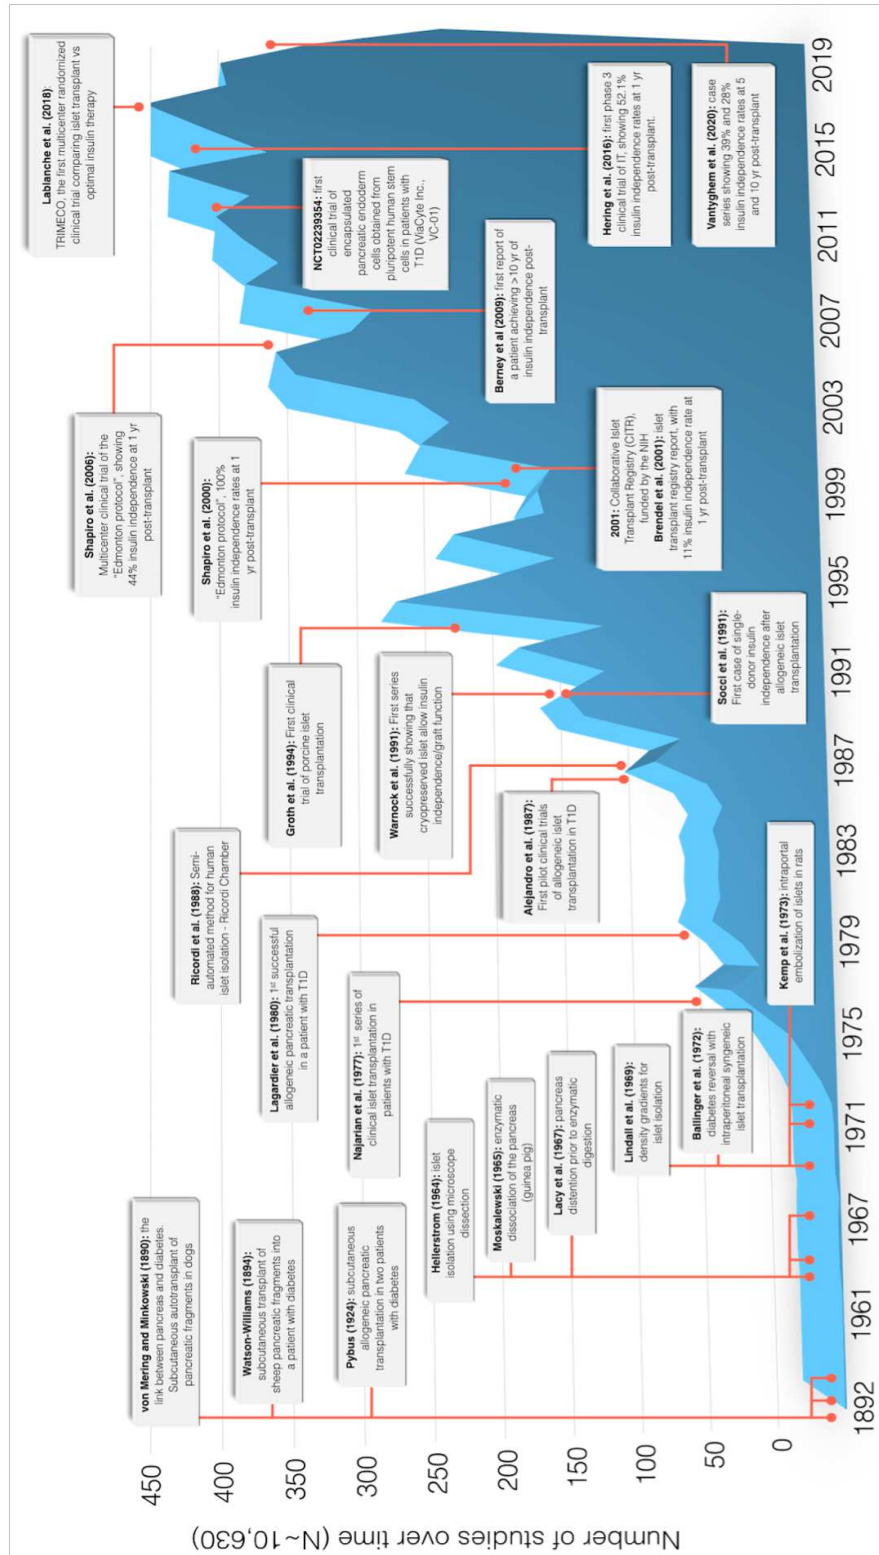 von Mering and Minkowski (1890): the
link between pancreas and diabetes.
Subcutaneous autotransplant of
pancreatic fragments in dogs
Watson-Williams (1894):
subcutaneous transplant of
sheep pancreatic fragments into
a patient with diabetes
Pybus (1924): subcutaneous
allogeneic pancreatic
transplantation in two patients
with diabetes
Hellerstrom (1964): islet
isolation using microscope
dissection
Moskalewski (1965): enzymatic
dissociation of the pancreas
(guinea pig)
Lacy et al. (1967): pancreas
distention prior to enzymatic
digestion
Lindall et al. (1969):
density gradients for
islet isolation
Ballinger et al. (1972):
diabetes reversal with
intraperitoneal syngeneic
islet transplantation
Kemp et al. (1973): intraportal
embolization of islets in rats
Najarian et al. (1977): 1st series of
clinical islet transplantation in
patients with T1D
Lagardier et al. (1980): 1st successful
allogeneic pancreatic transplantation
in a patient with T1D
Ricordi et al. (1988): Semi-
automated method for human
islet isolation - Ricordi Chamber
Alejandro et al. (1987):
First pilot clinical trials
of allogeneic islet
transplantation in T1D
Warnock et al. (1991): First series
successfully showing that
cryopreserved islet allow insulin
independence/graft function
Groth et al. (1994): First clinical
trial of porcine islet
transplantation
Socci et al. (1991):
First case of single-
donor insulin
independence after
allogeneic islet
transplantation
Shapiro et al. (2000):
"Edmonton protocol", 100%
insulin independence rates at 1
yr post-transplant
Shapiro et al. (2006):
Multicenter clinical trial of the
"Edmonton protocol", showing
44% insulin independence at 1 yr
post-transplant
2001: Collaborative Islet
Transplant Registry (CITR),
funded by the NIH
Brendel et al. (2001): islet
transplant registry report, with
11% insulin independence rate at
1 yr post-transplant
Berney et al (2009): first report of
a patient achieving >10 yr of
insulin independence post-
transplant
NCT02239354: first
clinical trial of
encapsulated
pancreatic endoderm
cells obtained from
pluripotent human stem
cells in patients with
T1D (ViaCyte Inc.,
VC-01)
Lablanche et al. (2018):
TRIMECO, the first multicenter randomized
clinical trial comparing islet transplant vs
optimal insulin therapy
Hering et al. (2016): first phase 3
clinical trial of IT, showing 52.1%
insulin independence rates at 1 yr
post-transplant.
Vantyghem et al. (2020): case
series showing 39% and 28%
insulin independence rates at 5
and 10 yr post-transplant
Number of studies over time (N~10,630)
450
400
350
300
250
200
150
100
50
0
1892
1961
1967
1971
1975
1979
1983
1987
1991
1995
1999
2003
2007
2011
2015
2019